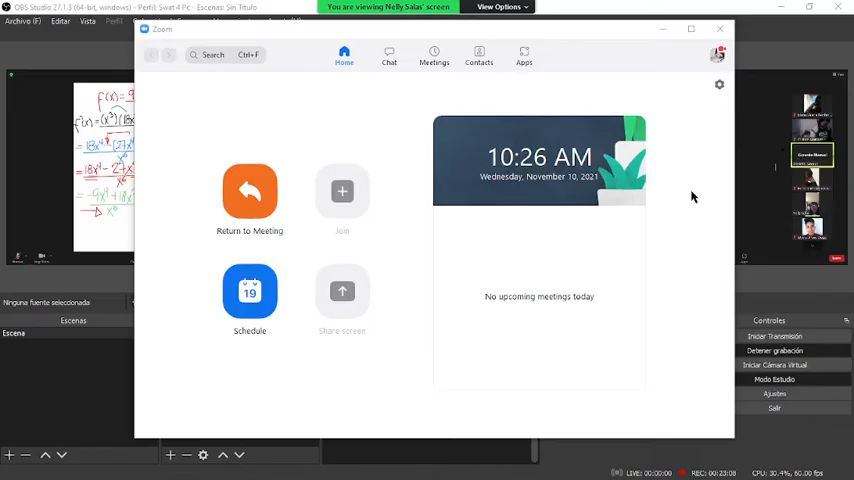 OBS Studio 27.1.3 (64-bit, windows) - Perfil: Swat 4 Pc - Escenas: Sin Titulo
You are viewing Nelly Salas' screen
View Options
Archivo (F)
Editar
Vista
Perfil
Zoom
Search
Ctrl+F
Home
Chat
Meetings
Contacts
Apps
10:26 AM
Wednesday, November 10, 2021
Return to Meeting
Join
No upcoming meetings today
19
Schedule
Share screen
Ninguna fuente seleccionada
Escenas
Escena
Controles
Iniciar Transmisión
Detener grabación
Iniciar Cámara Virtual
Modo Estudio
Ajustes
Salir
LIVE: 00:00:00
REC: 00:23:08
CPU: 30.4%, 60.00 fps